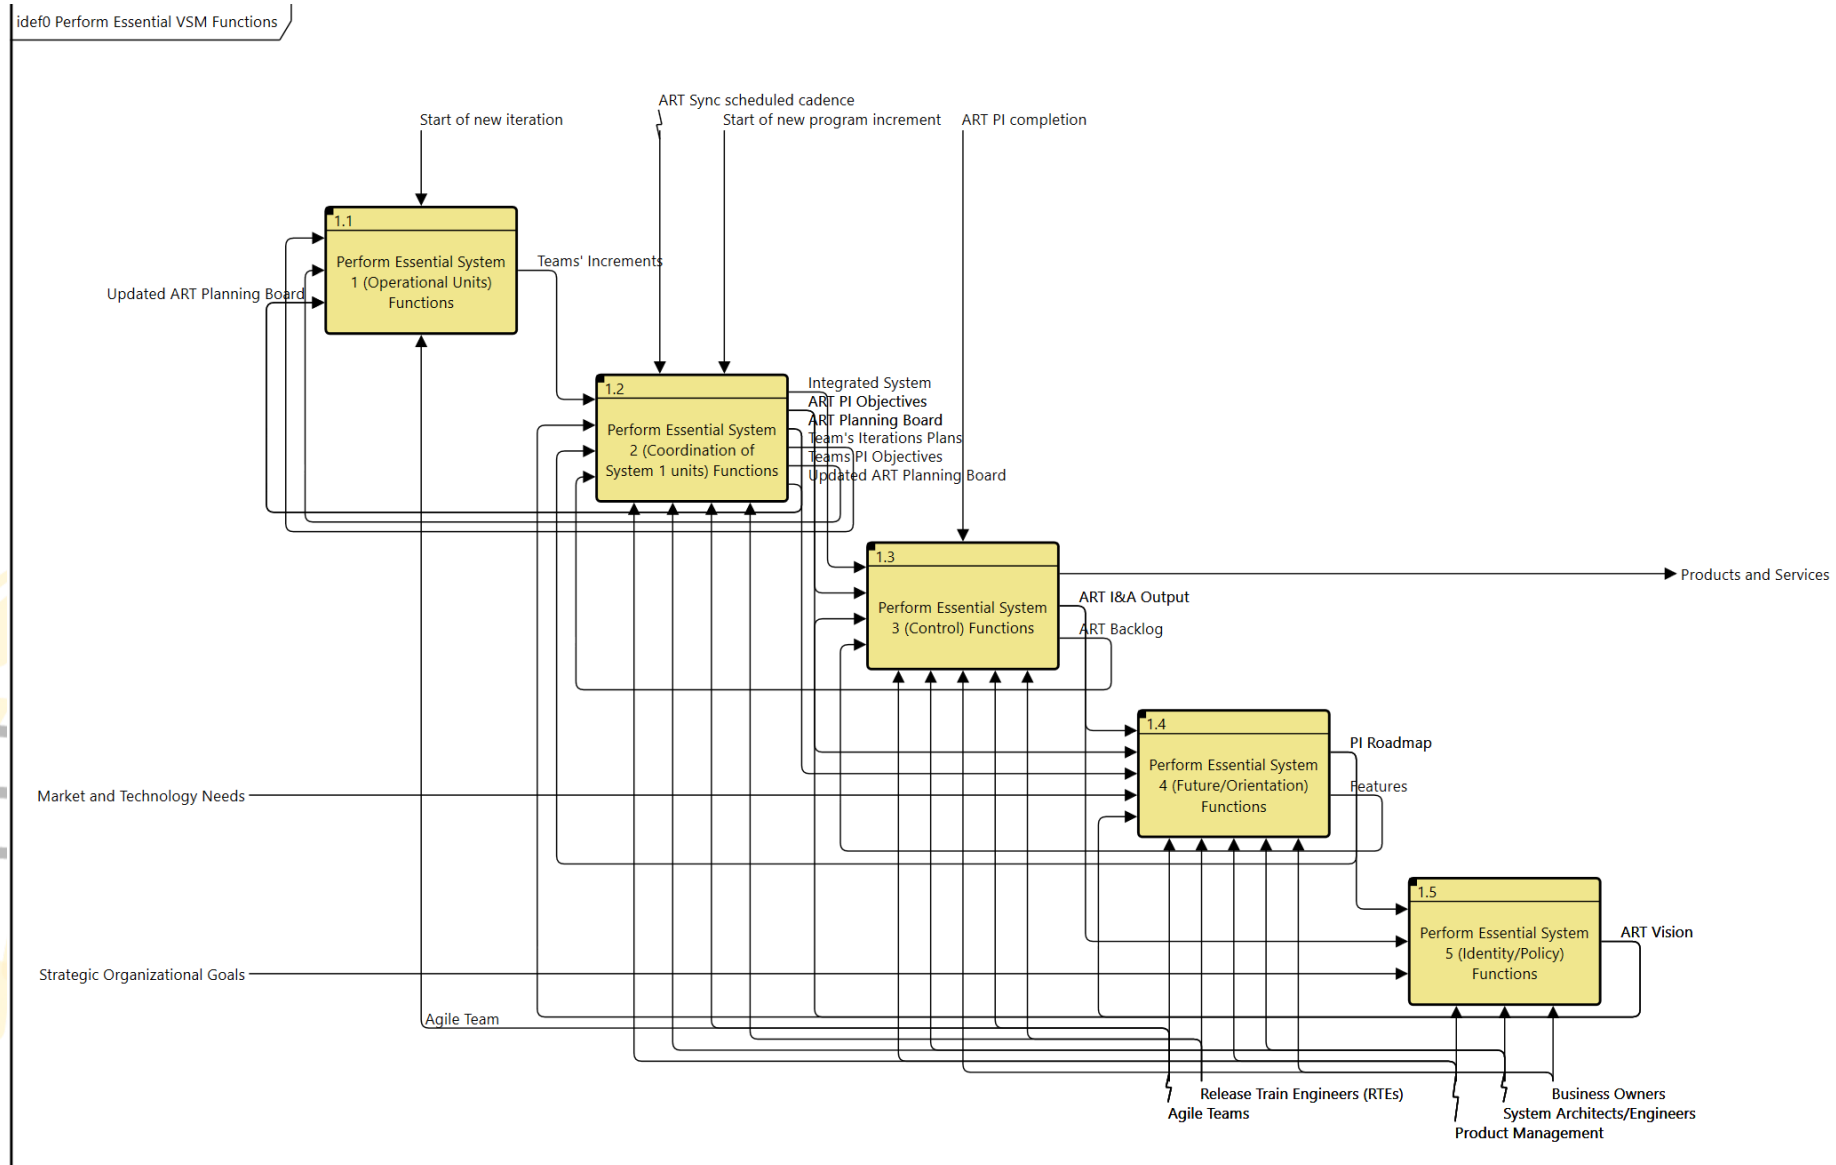 idef0 Perform Essential VSM Functions
ART Sync scheduled cadence
Start of new iteration
Start of new program increment
ART PI completion
1.1
Perform Essential System
1 (Operational Units)
Functions
Teams' Increments
Updated ART Planning Board
1.2
Perform Essential System
2 (Coordination of
System 1 units) Functions
Integrated System
ART PI Objectives
ART Planning Board
Team's Iterations Plans
Teams PI Objectives
Updated ART Planning Board
1.3
Perform Essential System
3 (Control) Functions
Products and Services
ART I&A Output
ART Backlog
1.4
Perform Essential System
4 (Future/Orientation)
Functions
PI Roadmap
Features
Market and Technology Needs
1.5
Perform Essential System
5 (Identity/Policy)
Functions
ART Vision
Strategic Organizational Goals
Agile Team
Release Train Engineers (RTEs)
Agile Teams
Business Owners
System Architects/Engineers
Product Management